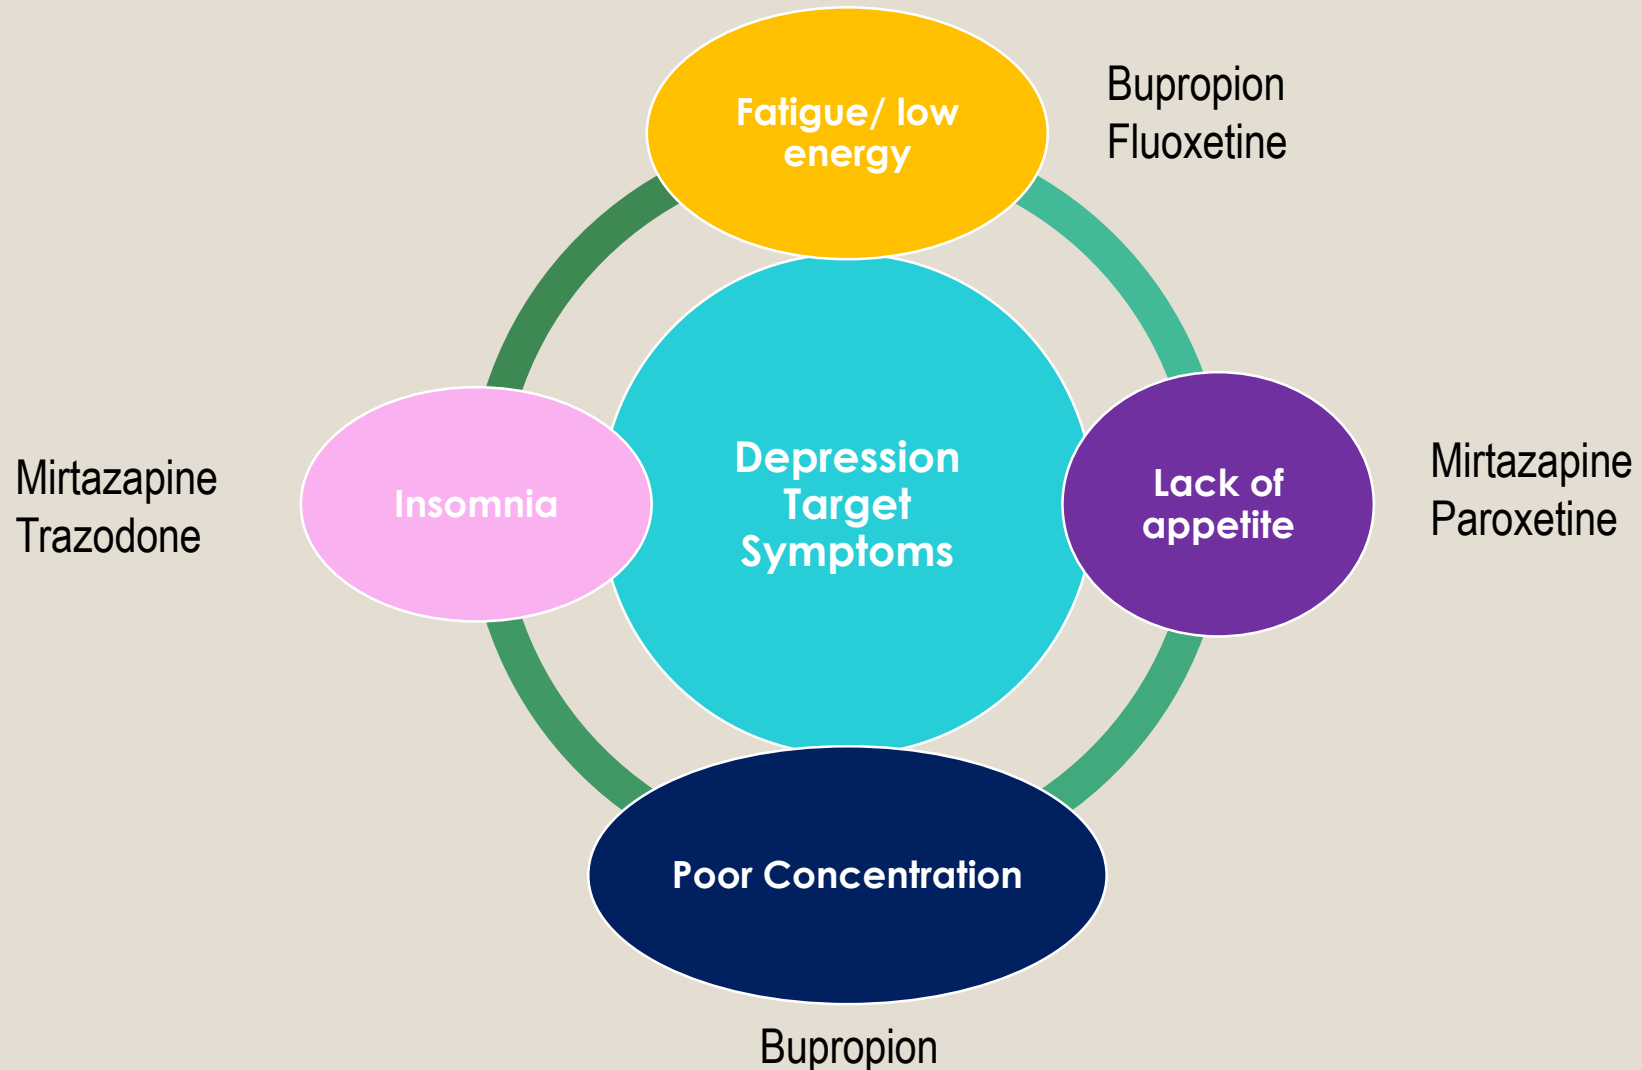 Fatigue/ low
energy
Bupropion
Fluoxetine
Mirtazapine
Trazodone
Insomnia
Depression
Target
Symptoms
Lack of
appetite
Mirtazapine
Paroxetine
Poor Concentration
Bupropion